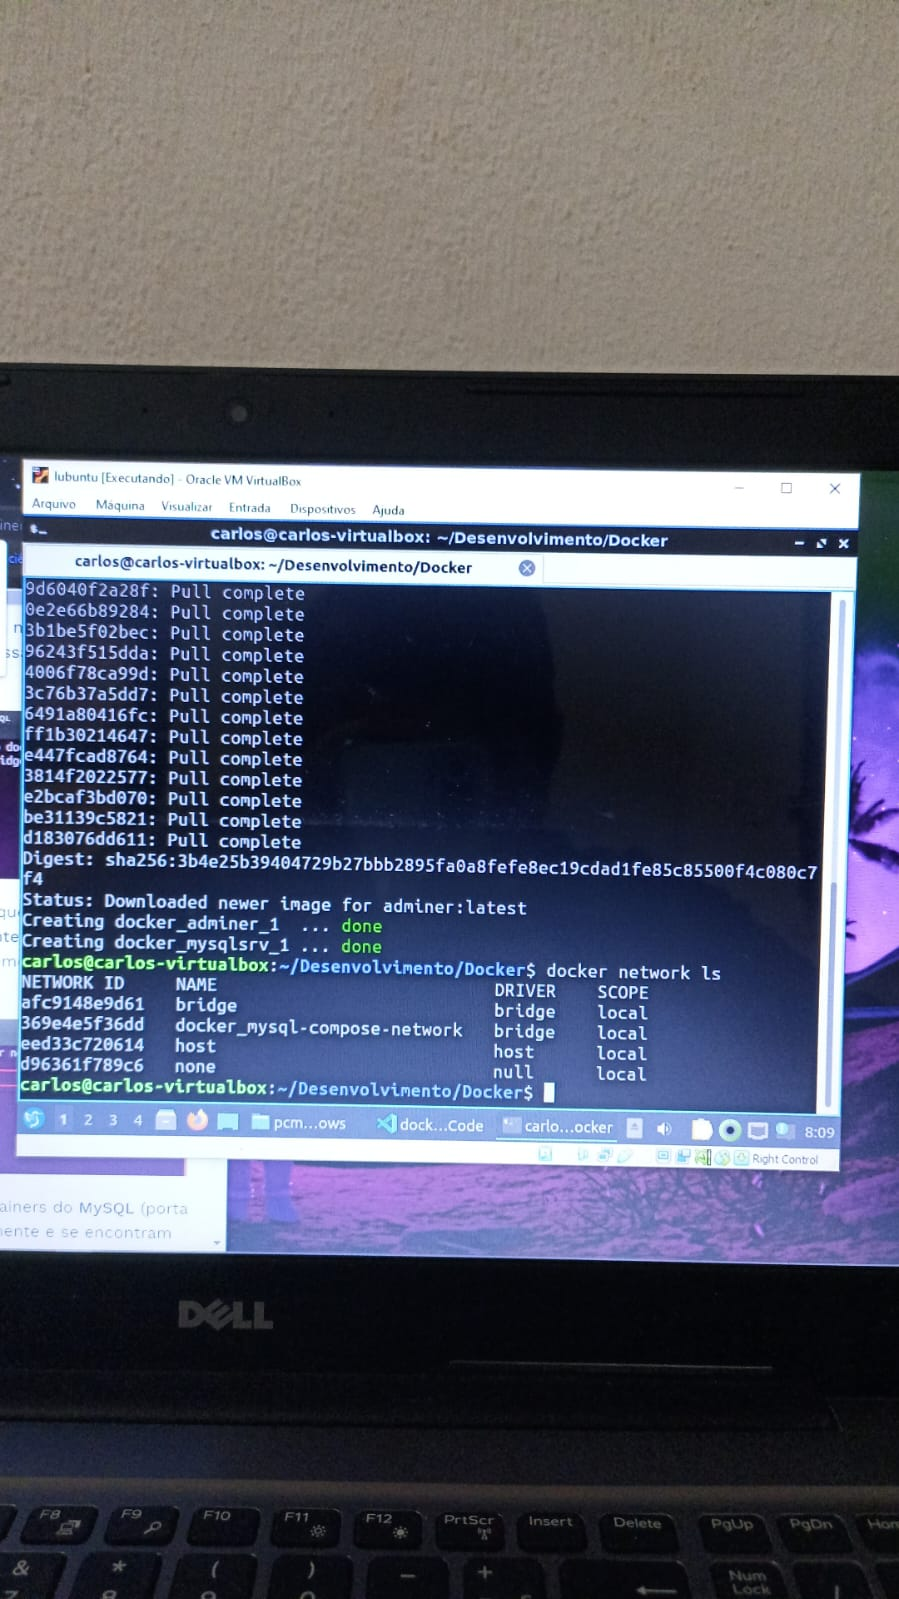 lubuntu [Executando] - Oracle VM VirtualBox
Arquivo Máquina Visualizar Entrada Dispositivos Ajuda
carlos@carlos-virtualbox: ~/Desenvolvimento/Docker
carlos@carlos-virtualbox: ~/Desenvolvimento/Docker
9d6040f2a28f: Pull complete
0e2e66b89284: Pull complete
3b1be5f02bec: Pull complete
96243f515dda: Pull complete
4006f78ca99d: Pull complete
3c76b37a5dd7: Pull complete
6491a80416fc: Pull complete
ff1b30214647: Pull complete
e447fcad8764: Pull complete
3814f2022577: Pull complete
e2bcaf3bd070: Pull complete
be31139c5821: Pull complete
d183076dd611: Pull complete
Digest: sha256:3b4e25b39404729b27bbb2895fa0a8fefe8ec19cdad1fe85c85500f4c080c7
f4
Status: Downloaded newer image for adminer:latest
Creating docker_adminer_1 ... done
Creating docker_mysqlsrv_1 ... done
carlos@carlos-virtualbox:~/Desenvolvimento/Docker$ docker network ls
NETWORK ID NAME DRIVER SCOPE
afc9148e9d61 bridge bridge local
369e4e5f36dd docker_mysql-compose-network bridge local
eed33c720614 host host local
d96361f789c6 none null local
carlos@carlos-virtualbox:~/Desenvolvimento/Docker$
1 2 3 4 pcm...ows dock...Code carlo...ocker 8:09
Right Control
ainers do MySQL (porta
nente e se encontram
DELL
F8 F9 F10 F11 F12 PrtScr Insert Delete PgUp PgDn Hom
& * ( ) − + Num
Lock